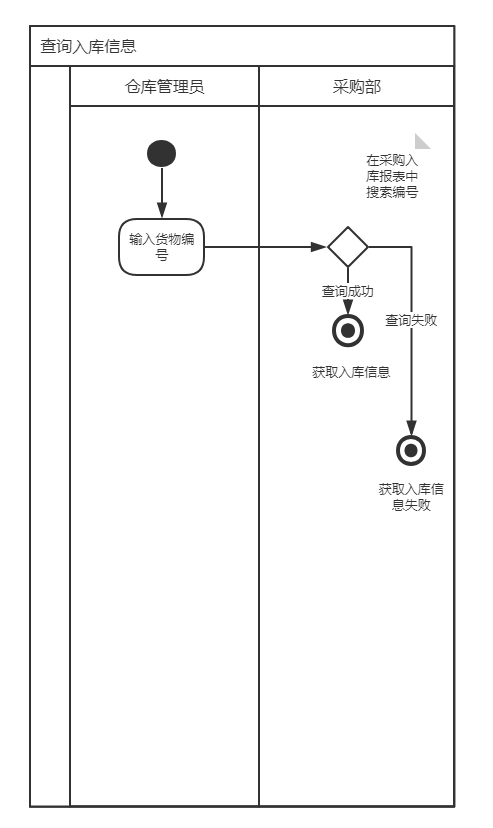 查询入库信息
仓库管理员
采购部
在采购入
库报表中
搜索编号
输入货物编
号
查询成功
查询失败
获取入库信息
获取入库信
息失败